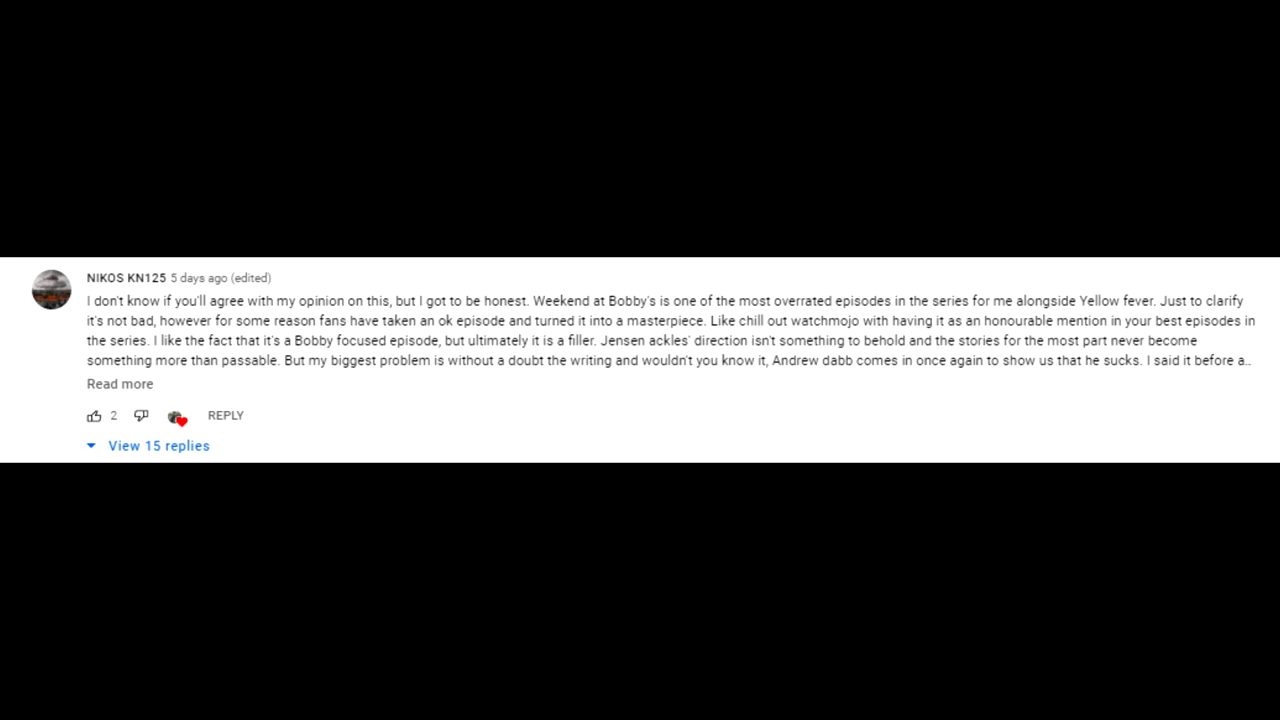 NIKOS KN125 5 days ago (edited)
I don't know if you'll agree with my opinion on this, but I got to be honest. Weekend at Bobby's is one of the most overrated episodes in the series for me alongside Yellow fever. Just to clarify
it's not bad, however for some reason fans have taken an ok episode and turned it into a masterpiece. Like chill out watchmojo with having it as an honourable mention in your best episodes in
the series. I like the fact that it's a Bobby focused episode, but ultimately it is a filler. Jensen ackles' direction isn't something to behold and the stories for the most part never become
something more than passable. But my biggest problem is without a doubt the writing and wouldn't you know it, Andrew dabb comes in once again to show us that he sucks. I said it before a…
Read more
2 REPLY
View 15 replies